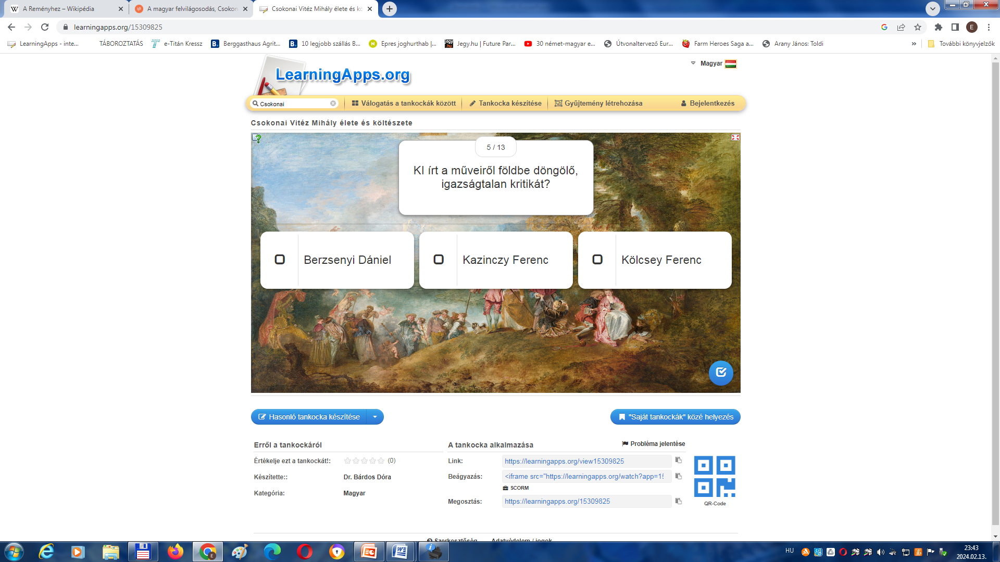 A Reményhez – Wikipédia
A magyar felvilágosodás, Csokon
Csokonai Vitéz Mihály élete és kö
learningapps.org/15309825
E
LearningApps - inte...
TÁBOROZTATÁS
e-Titán Kressz
Berggasthaus Agrit...
10 legjobb szállás B...
Epres joghurthab |...
Jegy.hu | Future Par...
30 német-magyar e...
Útvonaltervező Eur...
Farm Heroes Saga a...
Arany János: Toldi
»
További könyvjelzők
LearningApps.org
Magyar
Csokonai
Válogatás a tankockák között
Tankocka készítése
Gyűjtemény létrehozása
Bejelentkezés
Csokonai Vitéz Mihály élete és költészete
5 / 13
KI írt a műveiről földbe döngölő,
igazságtalan kritikát?
Berzsenyi Dániel
Kazinczy Ferenc
Kölcsey Ferenc
Hasonló tankocka készítése
"Saját tankockák" közé helyezés
Erről a tankockáról
Értékelje ezt a tankockát!:
(0)
Készítette::
Dr. Bárdos Dóra
Kategória:
Magyar
A tankocka alkalmazása
Probléma jelentése
Link:
https://learningapps.org/view15309825
Beágyazás:
<iframe src="https://learningapps.org/watch?app=15
SCORM
Megosztás:
https://learningapps.org/15309825
QR-Code
Szerkesztőség
Adatvédelem / jogok
HU
23:43
2024.02.13.